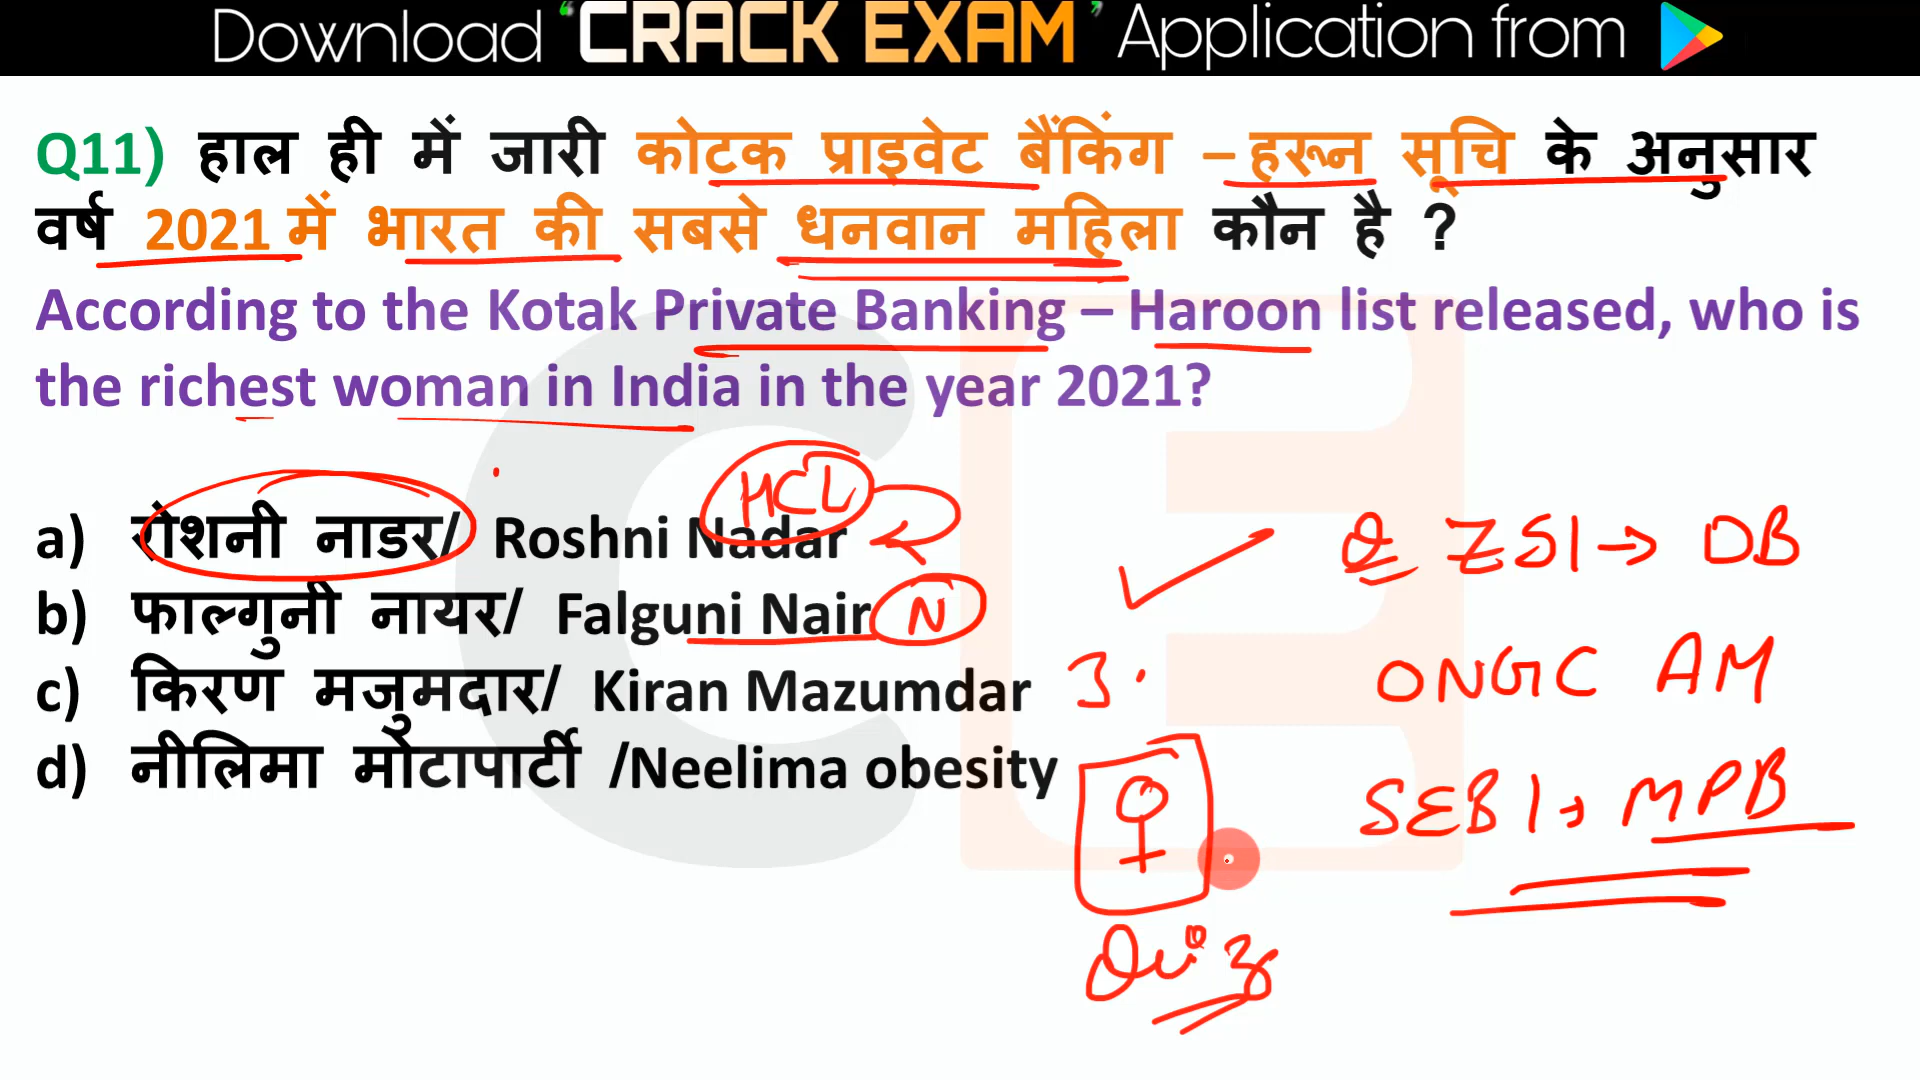 Download "CRACK EXAM" Application from
Q11) हाल ही में जारी कोटक प्राइवेट बैंकिंग – हरून सूचि के अनुसार
वर्ष 2021 में भारत की सबसे धनवान महिला कौन है ?
According to the Kotak Private Banking – Haroon list released, who is
the richest woman in India in the year 2021?
HCL
a) रोशनी नाडर/ Roshni Nadar
Q ZSI → DB
b) फाल्गुनी नायर/ Falguni Nair N
c) किरण मजुमदार/ Kiran Mazumdar 3.
ONGC AM
d) नीलिमा मोटापार्टी /Neelima obesity
SEBI → MPB
Quiz